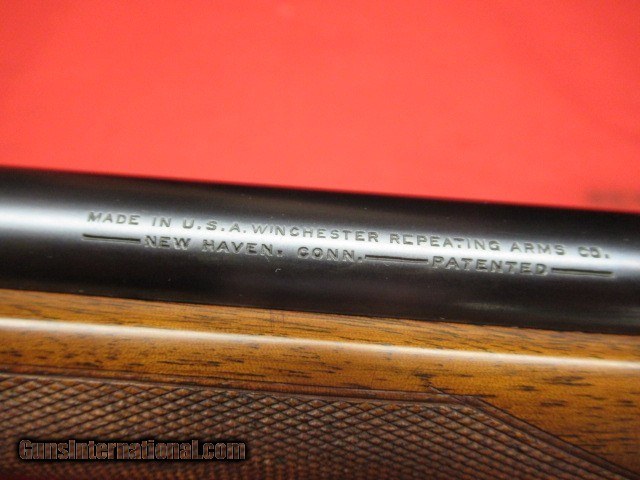 MADE IN U.S.A. WINCHESTER REPEATING ARMS CO.
NEW HAVEN. CONN. PATENTED
GunsInternational.com